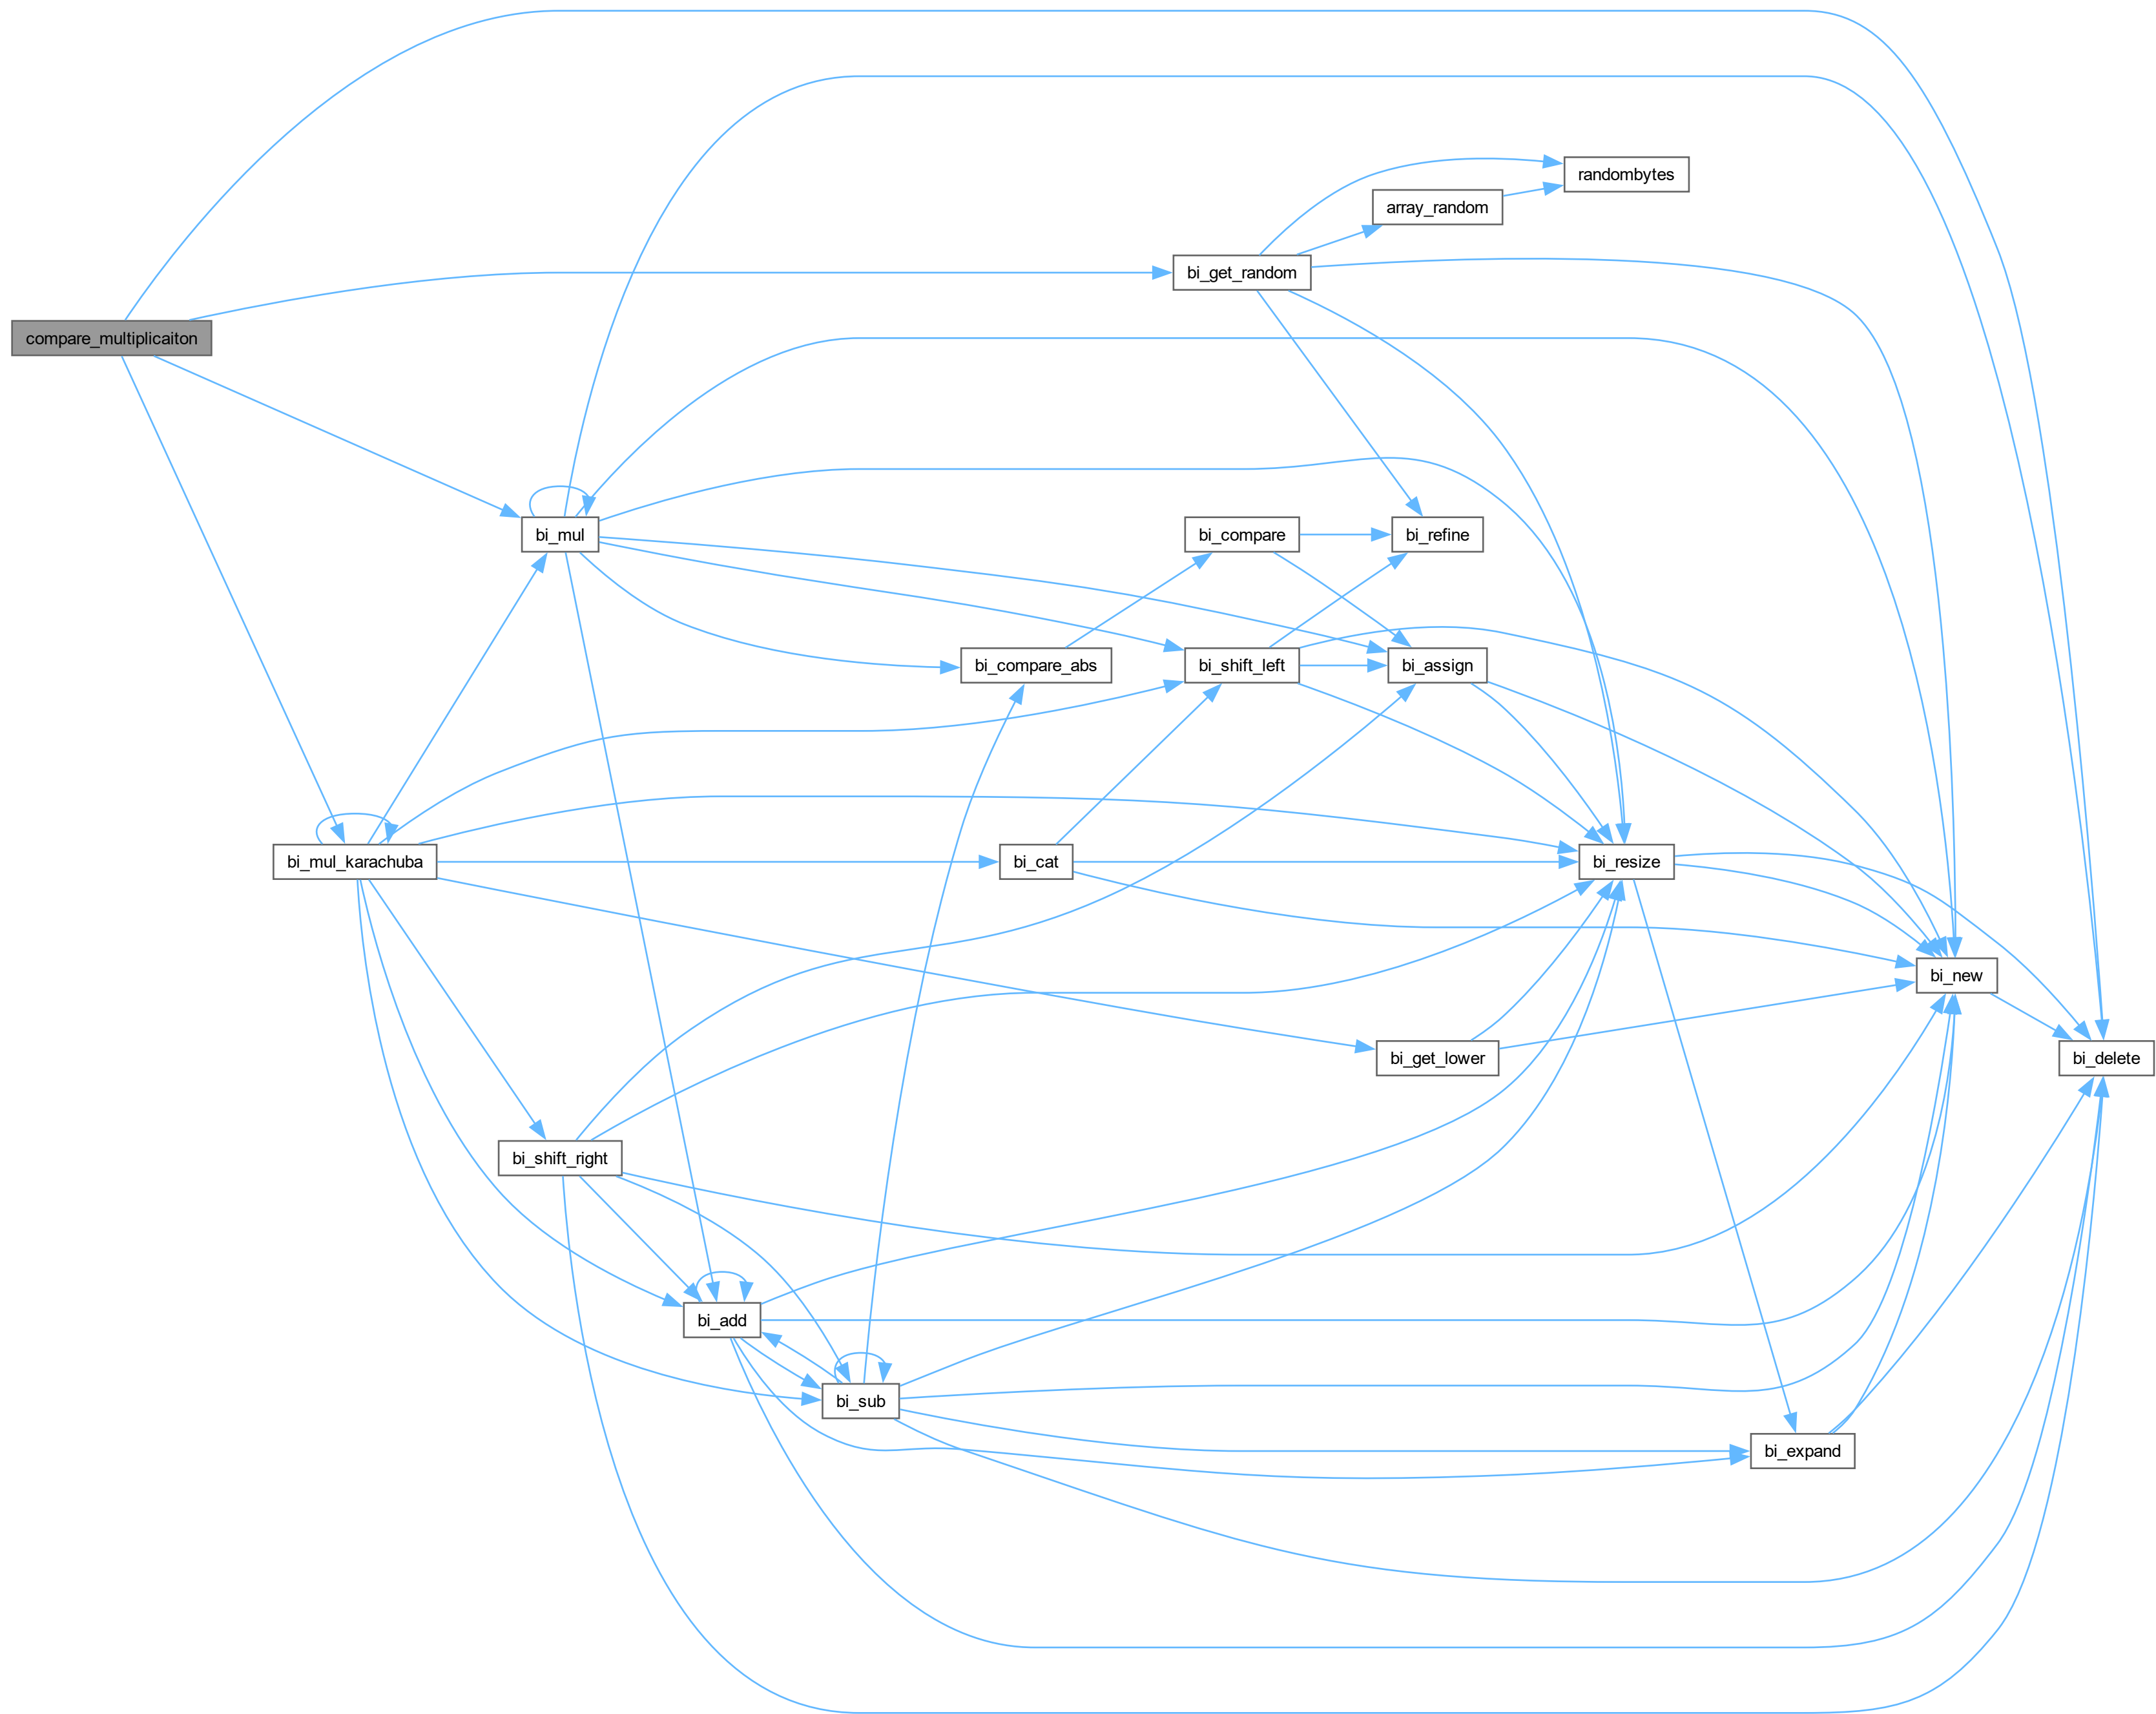 randombytes
array_random
bi_get_random
compare_multiplicaiton
bi_mul
bi_compare
bi_refine
bi_compare_abs
bi_shift_left
bi_assign
bi_mul_karachuba
bi_cat
bi_resize
bi_new
bi_get_lower
bi_delete
bi_shift_right
bi_add
bi_sub
bi_expand